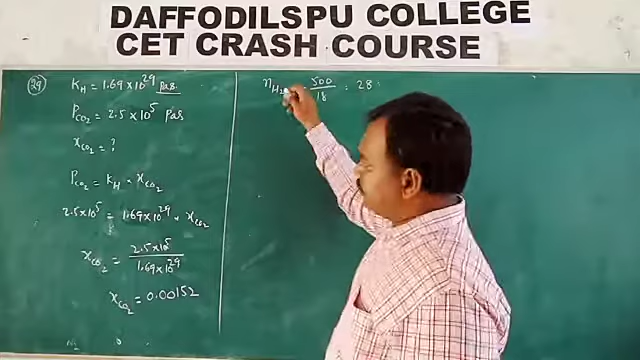 DAFFODILSPU COLLEGE
CET CRASH COURSE
29 K_H = 1.69 × 10^29 Pas.
P_CO₂ = 2.5 × 10^5 Pas
x_CO₂ = ?
P_CO₂ = K_H × x_CO₂
2.5×10^5 = 1.69×10^29 × x_CO₂
x_CO₂ = 2.5×10^5 / 1.69×10^29
x_CO₂ = 0.00152
n_H₂ 500 / 18 = 28